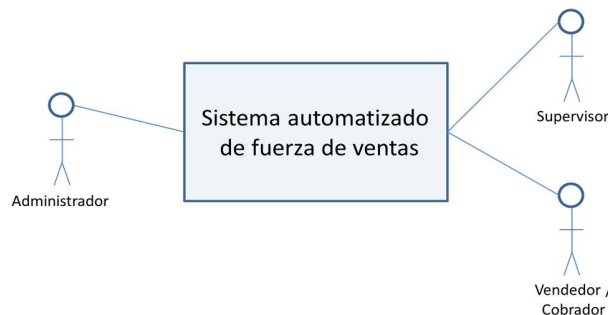 Sistema automatizado
de fuerza de ventas
Administrador
Supervisor
Vendedor /
Cobrador